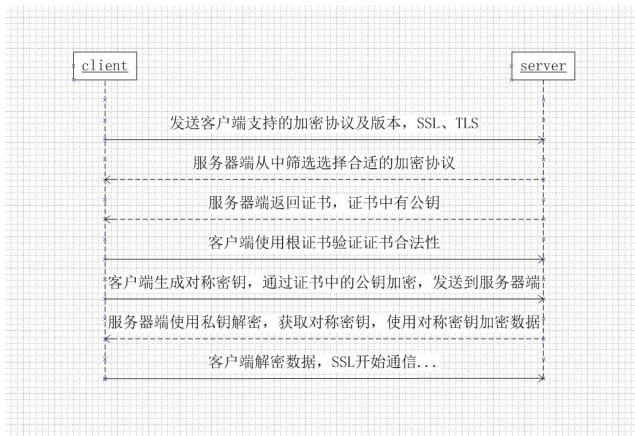 client
server
发送客户端支持的加密协议及版本，SSL、TLS
服务器端从中筛选选择合适的加密协议
服务器端返回证书，证书中有公钥
客户端使用根证书验证证书合法性
客户端生成对称密钥，通过证书中的公钥加密，发送到服务器端
服务器端使用私钥解密，获取对称密钥，使用对称密钥加密数据
客户端解密数据，SSL开始通信...